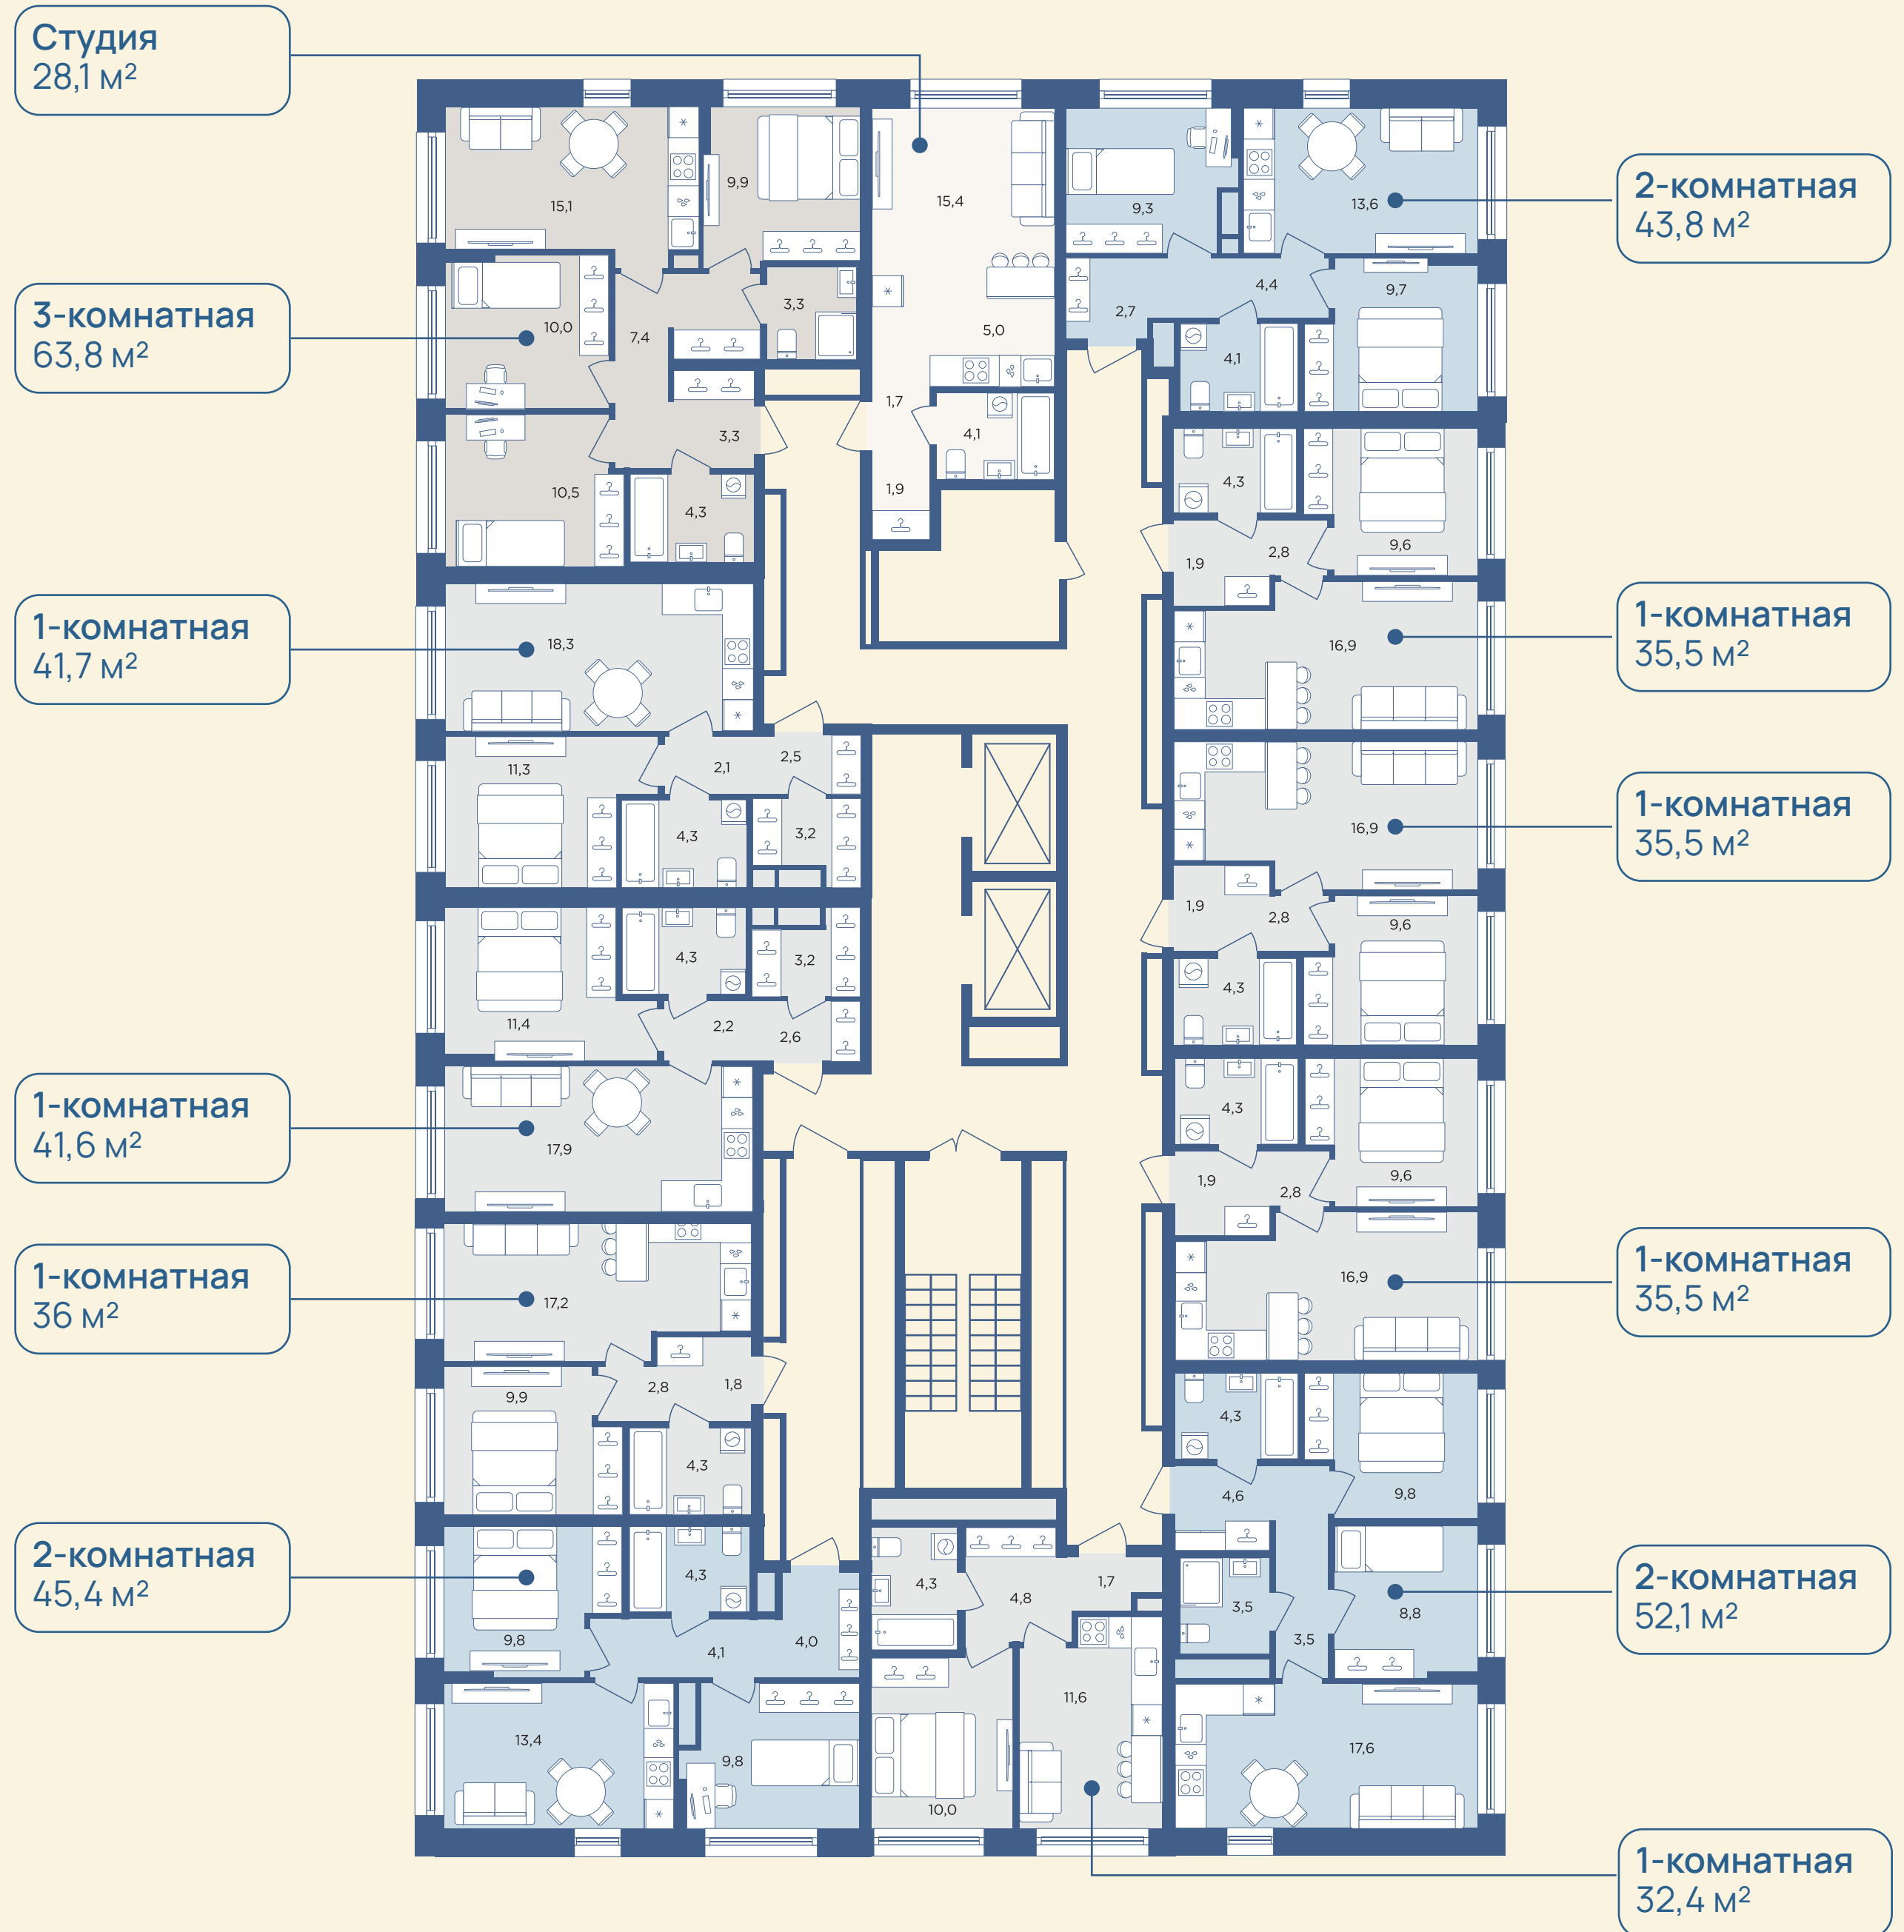 Студия
28,1 м²
3-комнатная
63,8 м²
1-комнатная
41,7 м²
1-комнатная
41,6 м²
1-комнатная
36 м²
2-комнатная
45,4 м²
2-комнатная
43,8 м²
1-комнатная
35,5 м²
1-комнатная
35,5 м²
1-комнатная
35,5 м²
2-комнатная
52,1 м²
1-комнатная
32,4 м²
15,1
9,9
10,0
7,4
3,3
3,3
10,5
4,3
15,4
5,0
1,7
4,1
1,9
9,3
13,6
4,4
9,7
2,7
4,1
4,3
9,6
1,9
2,8
16,9
16,9
1,9
2,8
9,6
4,3
4,3
9,6
1,9
2,8
16,9
4,3
9,8
4,6
8,8
3,5
3,5
17,6
18,3
11,3
2,1
2,5
4,3
3,2
4,3
3,2
11,4
2,2
2,6
17,9
17,2
9,9
2,8
1,8
4,3
4,3
9,8
4,1
4,0
13,4
9,8
4,3
4,8
1,7
11,6
10,0